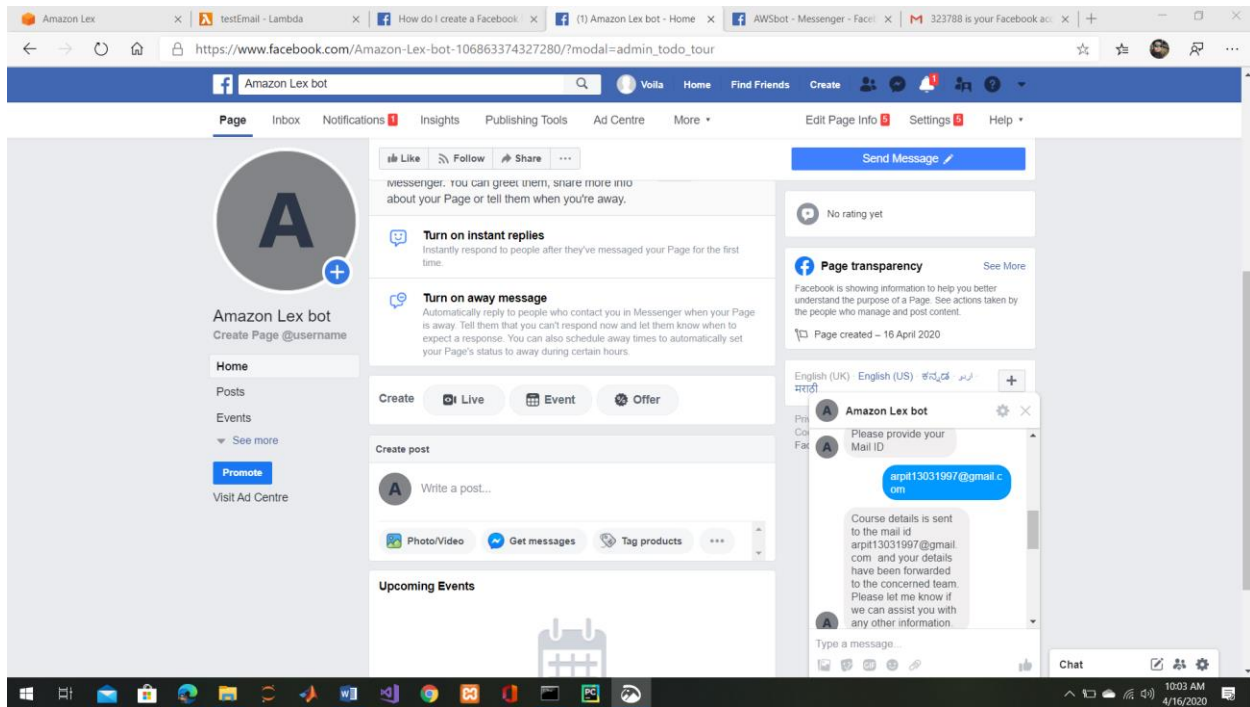 Amazon Lex
testEmail - Lambda
How do I create a Facebook
(1) Amazon Lex bot - Home
AWSbot - Messenger - Face
323788 is your Facebook acc
https://www.facebook.com/Amazon-Lex-bot-106863374327280/?modal=admin_todo_tour
Amazon Lex bot
Voila Home Find Friends Create
Page Inbox Notifications 1 Insights Publishing Tools Ad Centre More
Edit Page Info 5 Settings 5 Help
Like Follow Share ...
Send Message
A
Amazon Lex bot
Create Page @username
Home
Posts
Events
See more
Promote
Visit Ad Centre
Messenger. You can greet them, share more info
about your Page or tell them when you're away.
Turn on instant replies
Instantly respond to people after they've messaged your Page for the first
time.
Turn on away message
Automatically reply to people who contact you in Messenger when your Page
is away. Tell them that you can't respond now and let them know when to
expect a response. You can also schedule away times to automatically set
your Page's status to away during certain hours.
Create Live Event Offer
Create post
A Write a post...
Photo/Video Get messages Tag products ...
Upcoming Events
No rating yet
Page transparency See More
Facebook is showing information to help you better
understand the purpose of a Page. See actions taken by
the people who manage and post content.
Page created – 16 April 2020
English (UK) · English (US) · ಕನ್ನಡ · اردو ·
मराठी
A Amazon Lex bot
Please provide your
Mail ID
A
arpit13031997@gmail.c
om
Course details is sent
to the mail id
arpit13031997@gmail.
com and your details
have been forwarded
to the concerned team.
Please let me know if
we can assist you with
any other information.
A
Type a message...
Chat
10:03 AM
4/16/2020